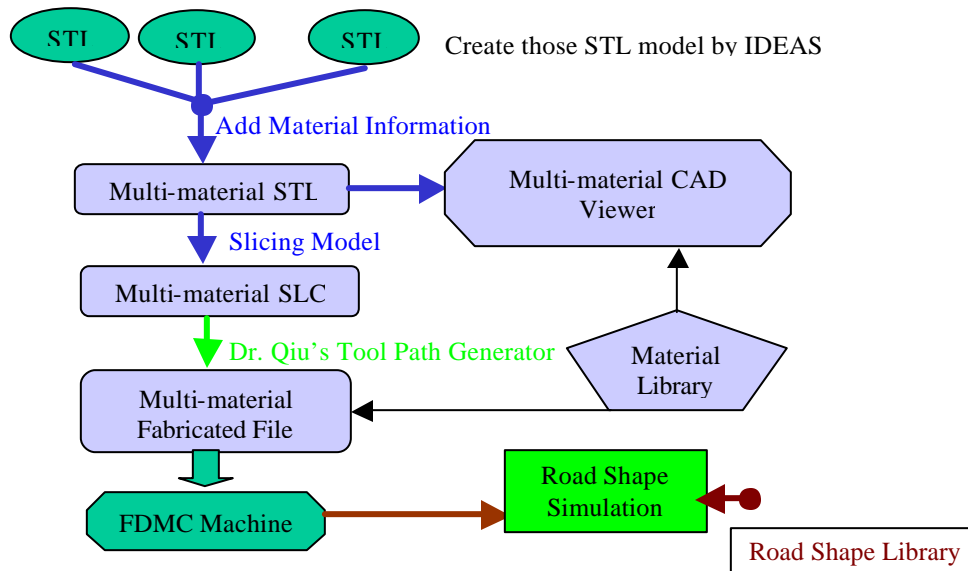 STL STL STL
Create those STL model by IDEAS
Add Material Information
Multi-material STL
Multi-material CAD
Viewer
Slicing Model
Multi-material SLC
Dr. Qiu's Tool Path Generator
Material
Library
Multi-material
Fabricated File
Road Shape
Simulation
FDMC Machine
Road Shape Library